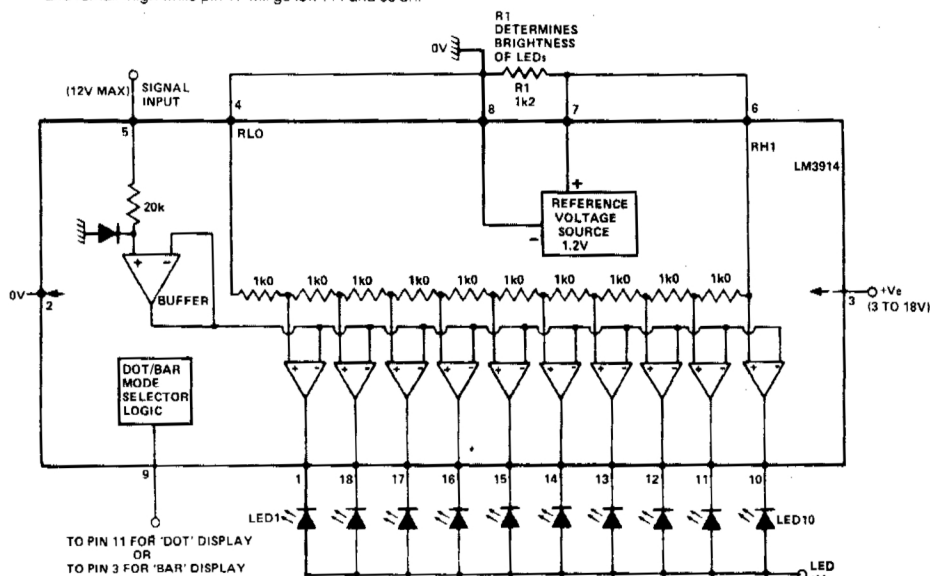 R1
DETERMINES
BRIGHTNESS
OF LEDs
0V
(12V MAX)
SIGNAL
INPUT
R1
1k2
4
8
7
6
5
RLO
RH1
LM3914
20k
+
REFERENCE
VOLTAGE
SOURCE
1.2V
-
+ -
BUFFER
1k0 1k0 1k0 1k0 1k0 1k0 1k0 1k0 1k0 1k0
0V
2
3
+Ve
(3 TO 18V)
+ - + - + - + - + - + - + - + - + - + -
DOT/BAR
MODE
SELECTOR
LOGIC
9
1 18 17 16 15 14 13 12 11 10
LED1
LED10
TO PIN 11 FOR 'DOT' DISPLAY
OR
TO PIN 3 FOR 'BAR' DISPLAY
LED